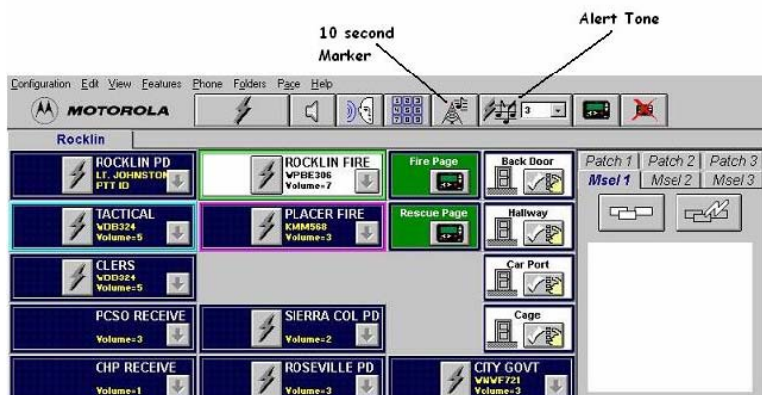 Alert Tone
10 second
Marker
Configuration Edit View Features Phone Folders Page Help
MOTOROLA
3
Rocklin
ROCKLIN PD
LT. JOHNSTON
PTT ID
ROCKLIN FIRE
WPBE306
Volume=7
Fire Page
Back Door
Patch 1 Patch 2 Patch 3
Msel 1 Msel 2 Msel 3
TACTICAL
WDB324
Volume=5
PLACER FIRE
KMM568
Volume=3
Rescue Page
Hallway
CLERS
WDD324
Volume=5
Car Port
PCSO RECEIVE
Volume=3
SIERRA COL PD
Volume=2
Cage
CHP RECEIVE
Volume=1
ROSEVILLE PD
Volume=3
CITY GOVT
WNWF721
Volume=3